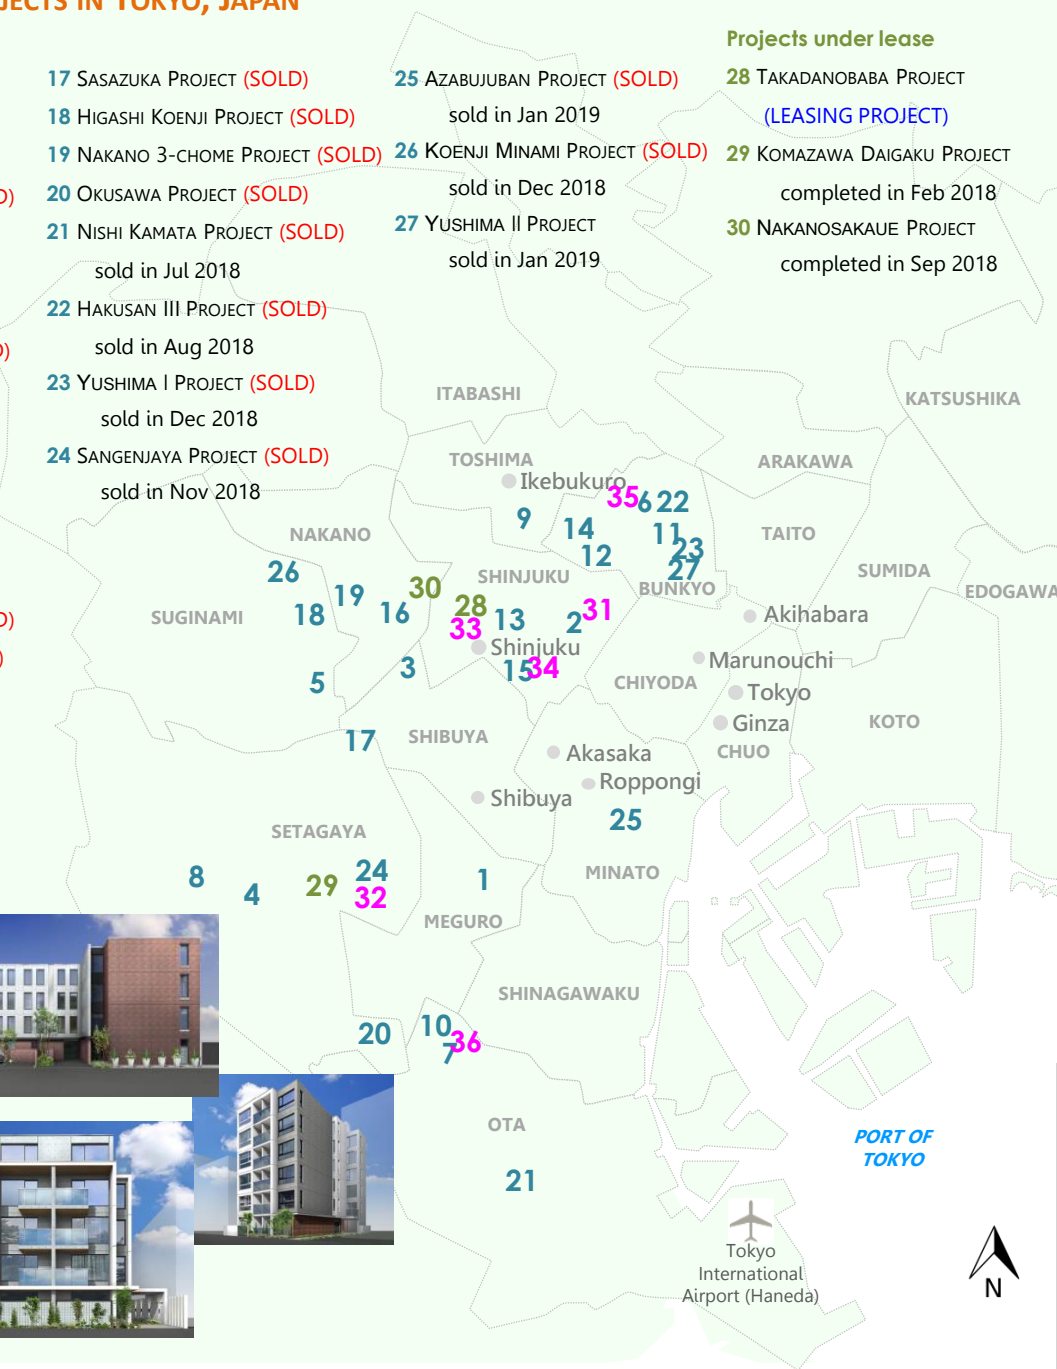 JECTS IN TOKYO, JAPAN
17 SASAZUKA PROJECT (SOLD)
18 HIGASHI KOENJI PROJECT (SOLD)
19 NAKANO 3-CHOME PROJECT (SOLD)
20 OKUSAWA PROJECT (SOLD)
21 NISHI KAMATA PROJECT (SOLD)
sold in Jul 2018
22 HAKUSAN III PROJECT (SOLD)
sold in Aug 2018
23 YUSHIMA I PROJECT (SOLD)
sold in Dec 2018
24 SANGENJAYA PROJECT (SOLD)
sold in Nov 2018
25 AZABUJUBAN PROJECT (SOLD)
sold in Jan 2019
26 KOENJI MINAMI PROJECT (SOLD)
sold in Dec 2018
27 YUSHIMA II PROJECT
sold in Jan 2019
Projects under lease
28 TAKADANOBABA PROJECT
(LEASING PROJECT)
29 KOMAZAWA DAIGAKU PROJECT
completed in Feb 2018
30 NAKANOSAKAUE PROJECT
completed in Sep 2018
D)
)
D)
)
ITABASHI
KATSUSHIKA
TOSHIMA
ARAKAWA
Ikebukuro
35
6
22
9
14
11
TAITO
NAKANO
23
12
27
26
SHINJUKU
SUMIDA
BUNKYO
EDOGAWA
30
19
28
31
18
16
SUGINAMI
33
13
2
Akihabara
Shinjuku
3
15
34
Marunouchi
5
CHIYODA
Tokyo
Ginza
KOTO
17
SHIBUYA
CHUO
Akasaka
Roppongi
Shibuya
25
SETAGAYA
8
24
1
MINATO
4
29
32
MEGURO
SHINAGAWAKU
20
10
36
7
OTA
PORT OF
TOKYO
21
Tokyo
International
Airport (Haneda)
N